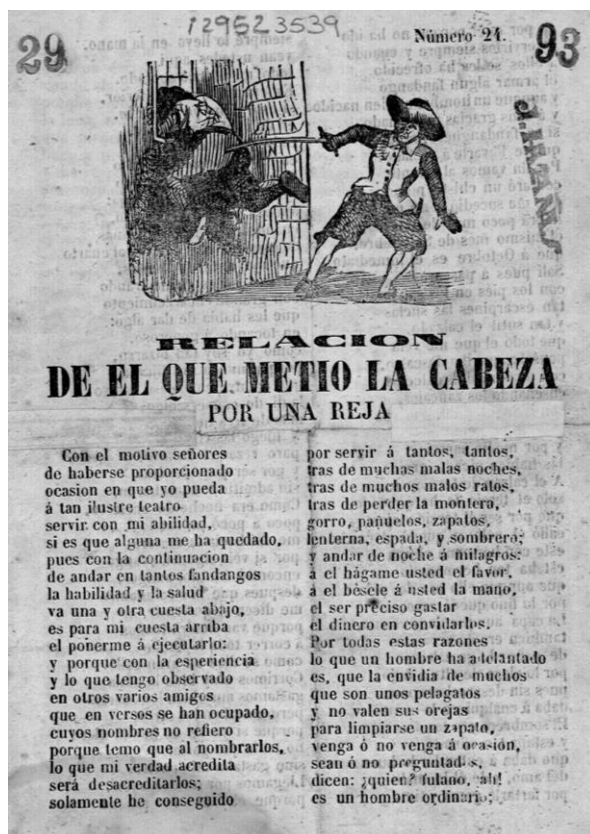 129523539
Número 24.
29
93
RELACION
DE EL QUE METIO LA CABEZA
POR UNA REJA
Con el motivo señores
de haberse proporcionado
ocasion en que yo pueda
á tan ilustre teatro
servir con mi abilidad,
si es que alguna me ha quedado,
pues con la continuacion
de andar en tantos fandangos
la habilidad y la salud
va una y otra cuesta abajo,
es para mi cuesta arriba
el ponerme á ejecutarlo:
y porque con la esperiencia
y lo que tengo observado
en otros varios amigos
que en versos se han ocupado,
cuyos nombres no refiero
porque temo que al nombrarlos,
lo que mi verdad acredita
será desacreditarlos;
solamente he conseguido
por servir á tantos, tantos,
tras de muchas malas noches,
tras de muchos malos ratos,
tras de perder la montera,
gorro, pañuelos, zapatos,
lenterna, espada, y sombrero;
y andar de noche á milagros:
á el hágame usted el favor,
á el bésele á usted la mano,
el ser preciso gastar
el dinero en convidarlos.
Por todas estas razones
lo que un hombre ha adelantado
es, que la envidia de muchos
que son unos pelagatos
y no valen sus orejas
para limpiarse un zapato,
venga ó no venga á ocasión,
sean ó no preguntados,
dicen: ¿quien? fulano, ah!
es un hombre ordinario;